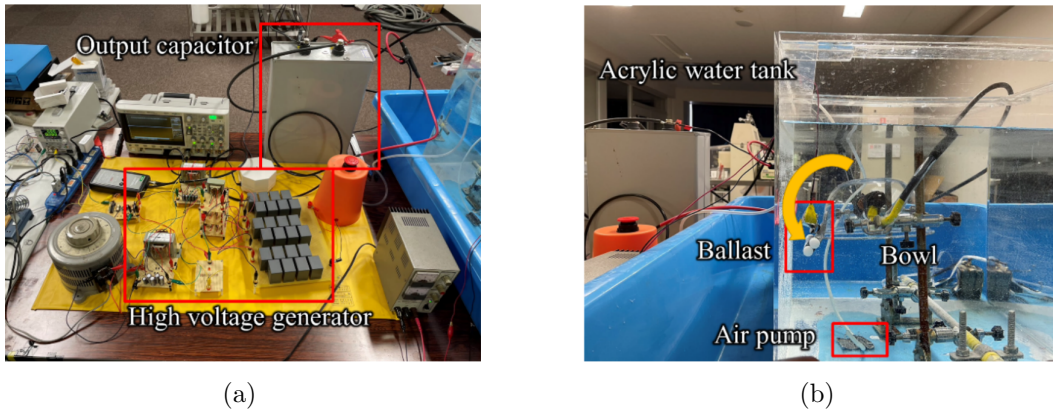 Output capacitor
High voltage generator
(a)
Acrylic water tank
Ballast
Bowl
Air pump
(b)